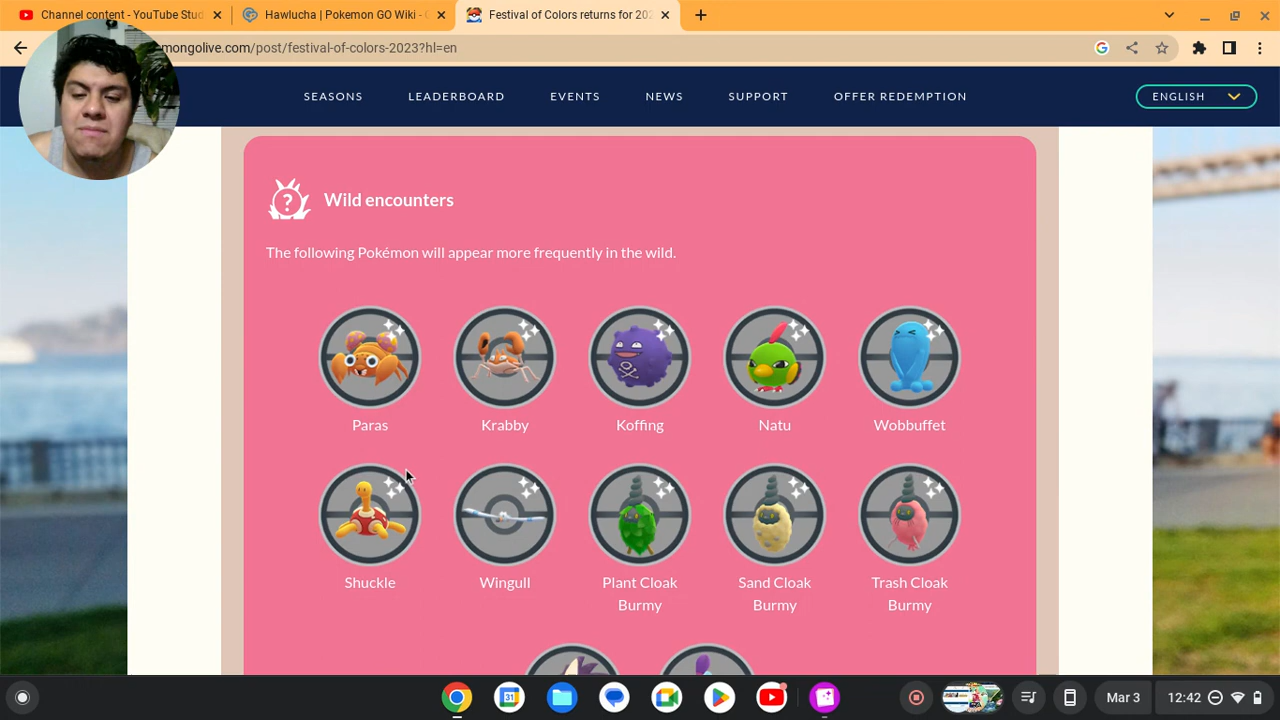 Channel content - YouTube Stud
Hawlucha | Pokemon GO Wiki -
Festival of Colors returns for 202
mongolive.com/post/festival-of-colors-2023?hl=en
SEASONS
LEADERBOARD
EVENTS
NEWS
SUPPORT
OFFER REDEMPTION
ENGLISH
Wild encounters
The following Pokémon will appear more frequently in the wild.
Paras
Krabby
Koffing
Natu
Wobbuffet
Shuckle
Wingull
Plant Cloak
Burmy
Sand Cloak
Burmy
Trash Cloak
Burmy
31
Mar 3
12:42